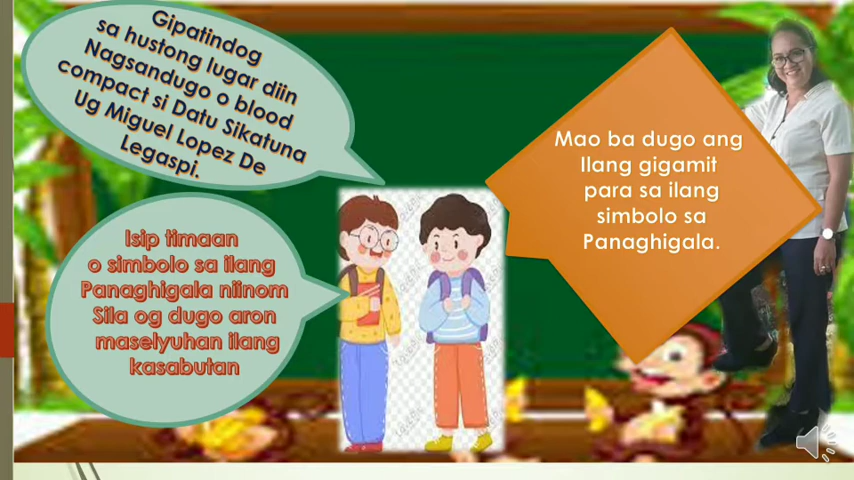 Gipatindog
sa hustong lugar diin
Nagsandugo o blood
compact si Datu Sikatuna
Ug Miguel Lopez De
Legaspi.
Isip timaan
o simbolo sa ilang
Panaghigala niinom
Sila og dugo aron
maselyuhan ilang
kasabutan
Mao ba dugo ang
Ilang gigamit
para sa ilang
simbolo sa
Panaghigala.